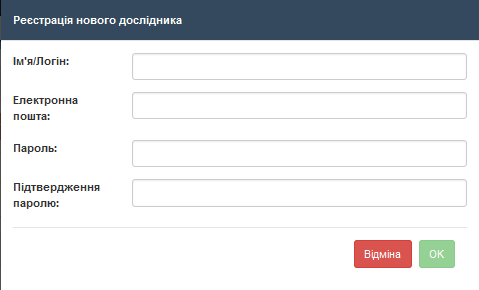 Реєстрація нового дослідника
Ім'я/Логін:
Електронна
пошта:
Пароль:
Підтвердження
паролю:
Відміна OK